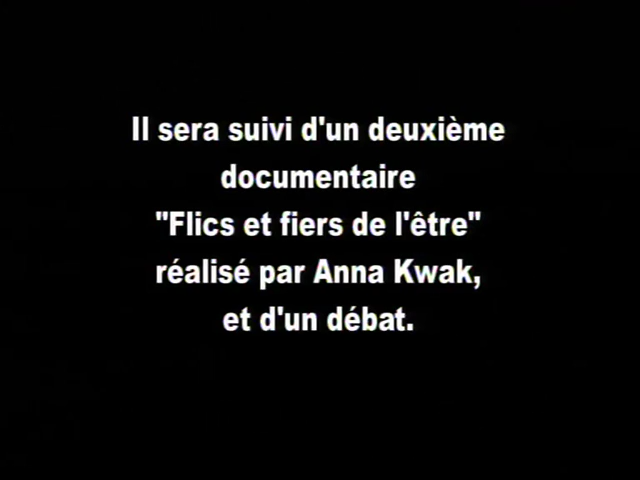 Il sera suivi d'un deuxième
documentaire
"Flics et fiers de l'être"
réalisé par Anna Kwak,
et d'un débat.